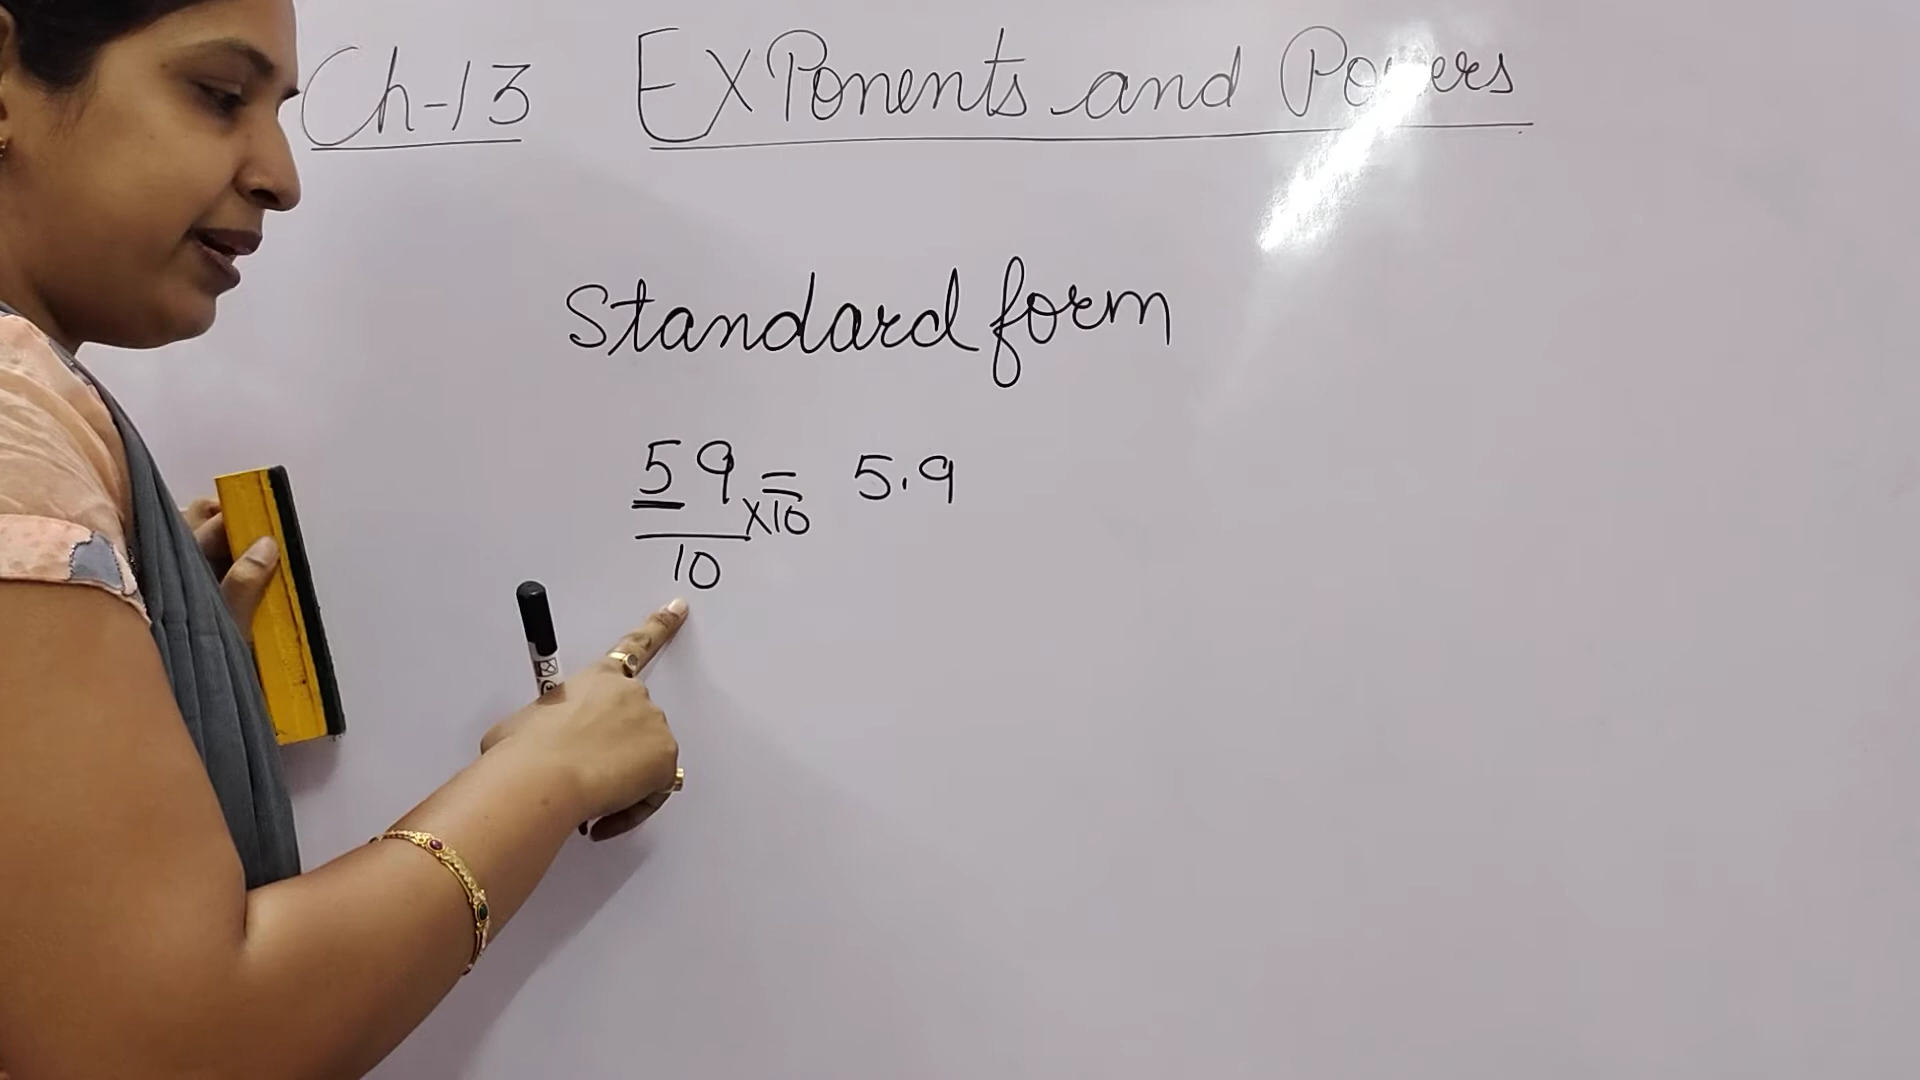 Ch-13 Exponents and Powers
Standard form
59/10 × 10 = 5.9